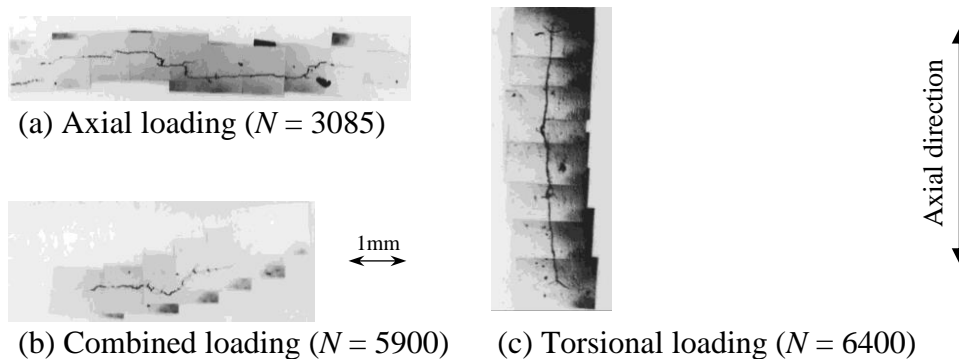 (a) Axial loading (N = 3085)
1mm
(b) Combined loading (N = 5900)
(c) Torsional loading (N = 6400)
Axial direction